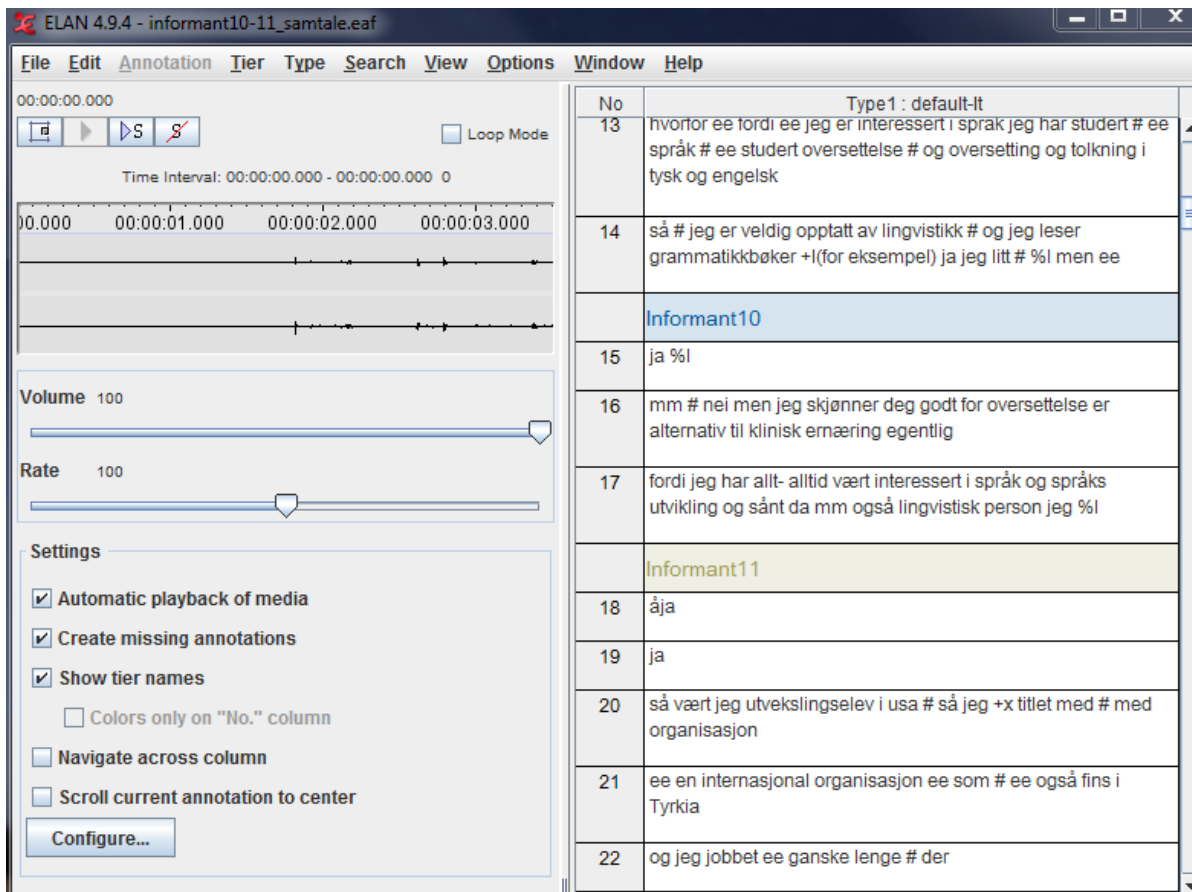 ELAN 4.9.4 - informant10-11_samtale.eaf
File Edit Annotation Tier Type Search View Options Window Help
00:00:00.000
S S
Loop Mode
Time Interval: 00:00:00.000 - 00:00:00.000 0
00.000 00:00:01.000 00:00:02.000 00:00:03.000
Volume 100
Rate 100
Settings
Automatic playback of media
Create missing annotations
Show tier names
Colors only on "No." column
Navigate across column
Scroll current annotation to center
Configure...
No Type1 : default-lt
13 hvorfor ee fordi ee jeg er interessert i språk jeg har studert # ee
språk # ee studert oversettelse # og oversetting og tolkning i
tysk og engelsk
14 så # jeg er veldig opptatt av lingvistikk # og jeg leser
grammatikkbøker +l(for eksempel) ja jeg litt # %l men ee
Informant10
15 ja %l
16 mm # nei men jeg skjønner deg godt for oversettelse er
alternativ til klinisk ernæring egentlig
17 fordi jeg har allt- alltid vært interessert i språk og språks
utvikling og sånt da mm også lingvistisk person jeg %l
Informant11
18 åja
19 ja
20 så vært jeg utvekslingselev i usa # så jeg +x titlet med # med
organisasjon
21 ee en internasjonal organisasjon ee som # ee også fins i
Tyrkia
22 og jeg jobbet ee ganske lenge # der